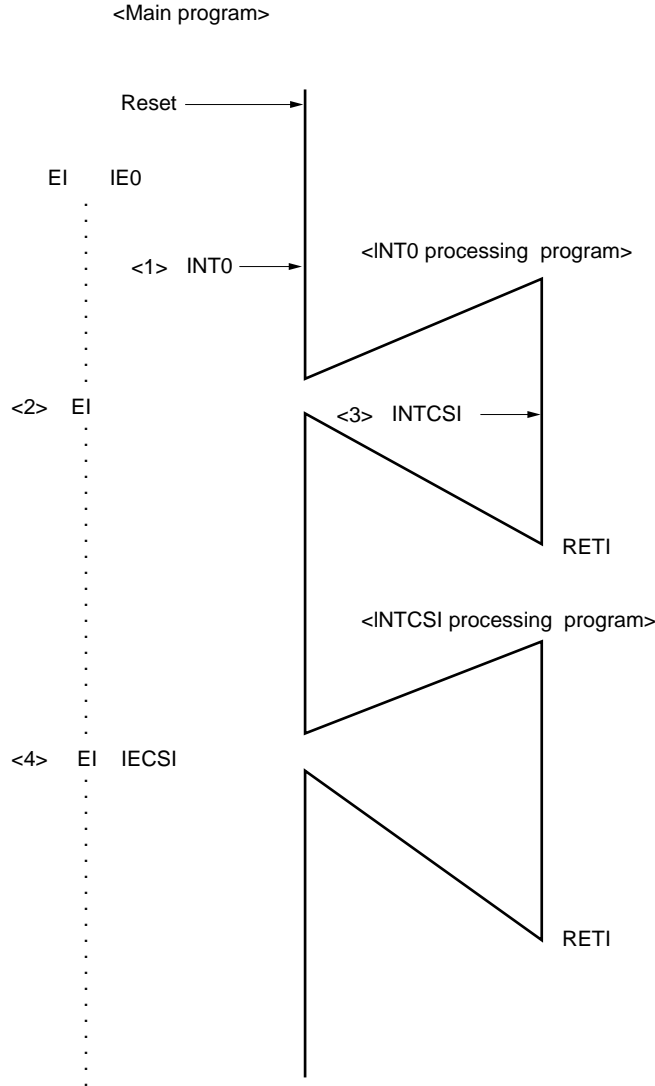 <Main program>
Reset
EI IE0
<INT0 processing program>
<1> INT0
<2> EI
<3> INTCSI
RETI
<INTCSI processing program>
<4> EI IECSI
RETI